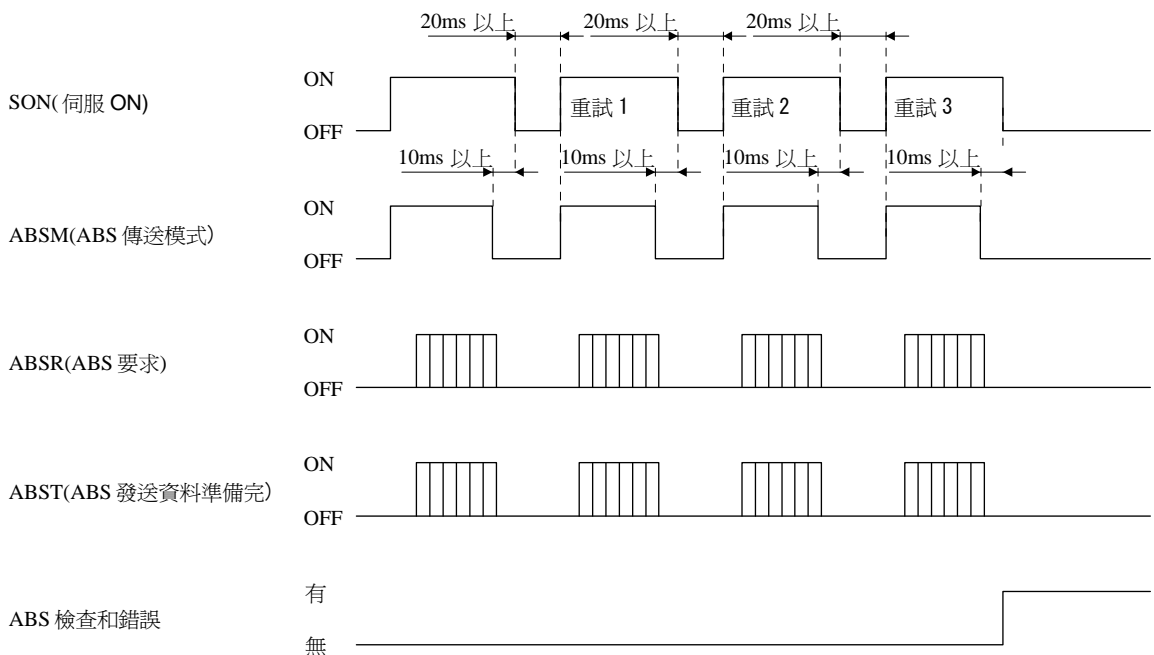 20ms 以上 20ms 以上 20ms 以上
SON(伺服 ON)
ON
OFF
重試 1 重試 2 重試 3
10ms 以上 10ms 以上 10ms 以上 10ms 以上
ABSM(ABS 傳送模式)
ON
OFF
ABSR(ABS 要求)
ON
OFF
ABST(ABS 發送資料準備完)
ON
OFF
ABS 檢查和錯誤
有
無